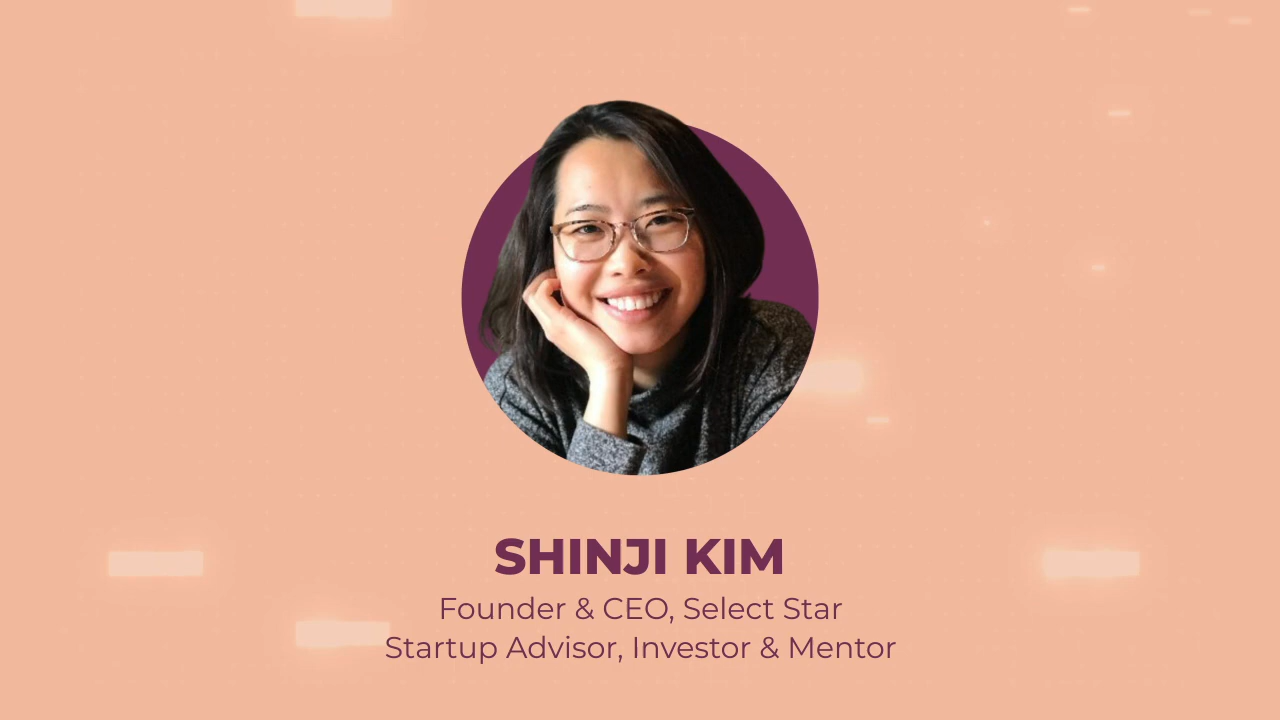 SHINJI KIM
Founder & CEO, Select Star
Startup Advisor, Investor & Mentor